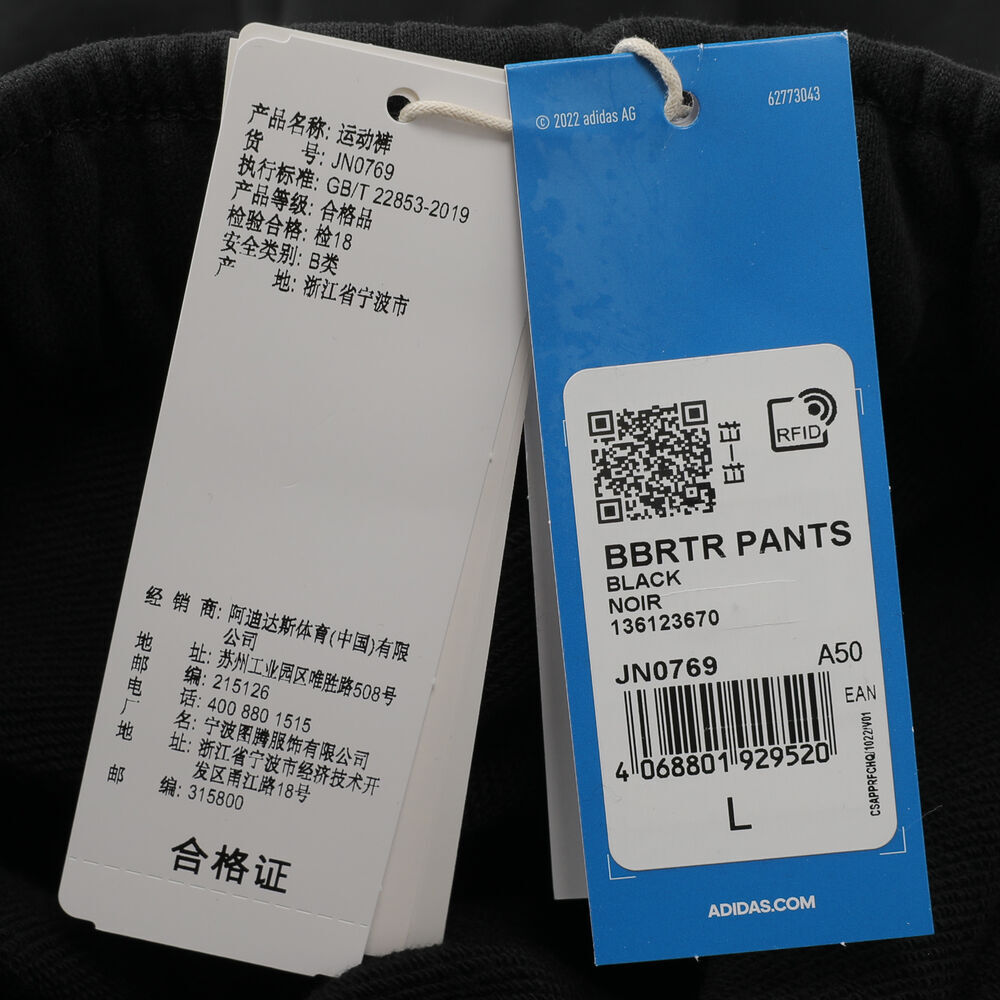 产品名称: 运动裤
货 号: JN0769
执行标准: GB/T 22853-2019
产品等级: 合格品
检验合格: 检18
安全类别: B类
产 地: 浙江省宁波市
经 销 商: 阿迪达斯体育(中国)有限
公司
地 址: 苏州工业园区唯胜路508号
邮 编: 215126
电 话: 400 880 1515
厂 名: 宁波图腾服饰有限公司
地 址: 浙江省宁波市经济技术开
发区甬江路18号
邮 编: 315800
合格证
© 2022 adidas AG
62773043
RFID
BBRTR PANTS
BLACK
NOIR
136123670
JN0769
A50
EAN
4 068801 929520
L
CSAPPRFCHQ/1022/V01
ADIDAS.COM